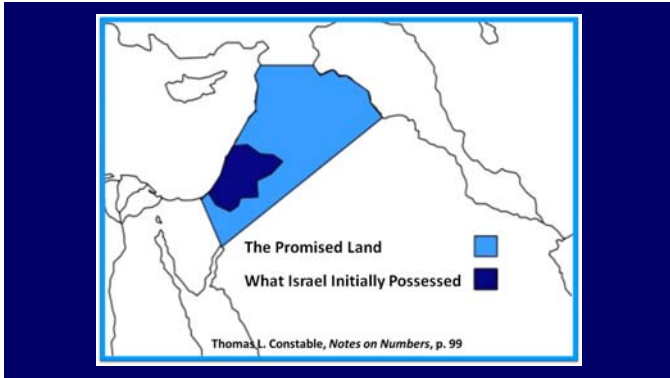 The Promised Land
What Israel Initially Possessed
Thomas L. Constable, Notes on Numbers, p. 99